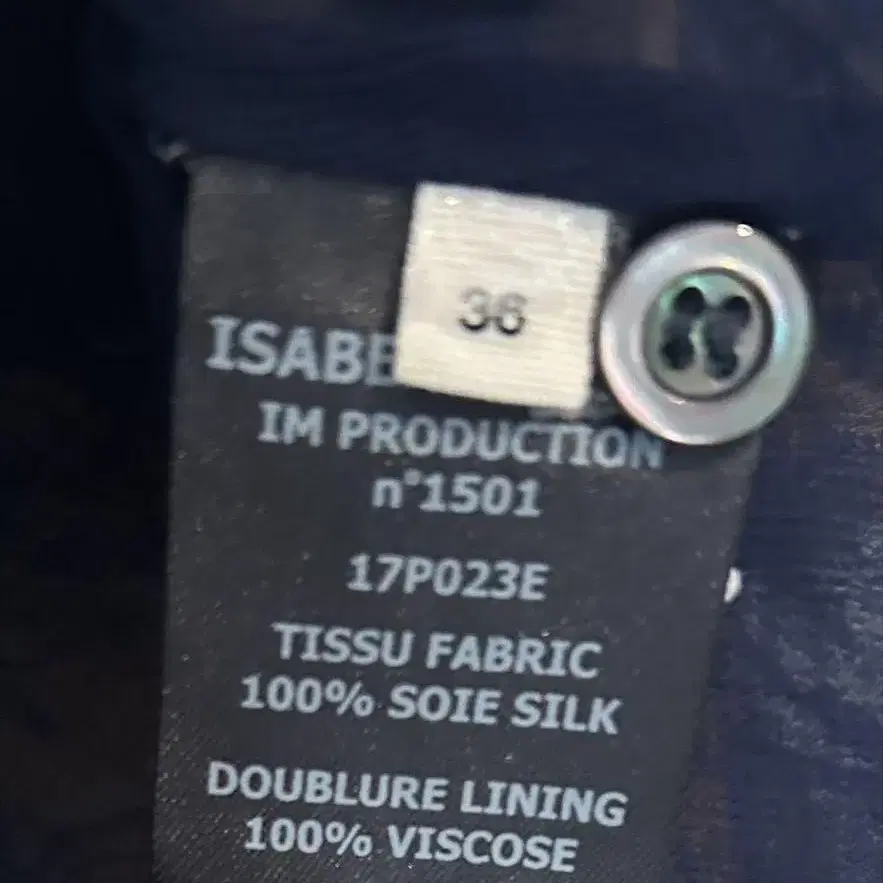 36
ISABE
IM PRODUCTION
n°1501
17P023E
TISSU FABRIC
100% SOIE SILK
DOUBLURE LINING
100% VISCOSE